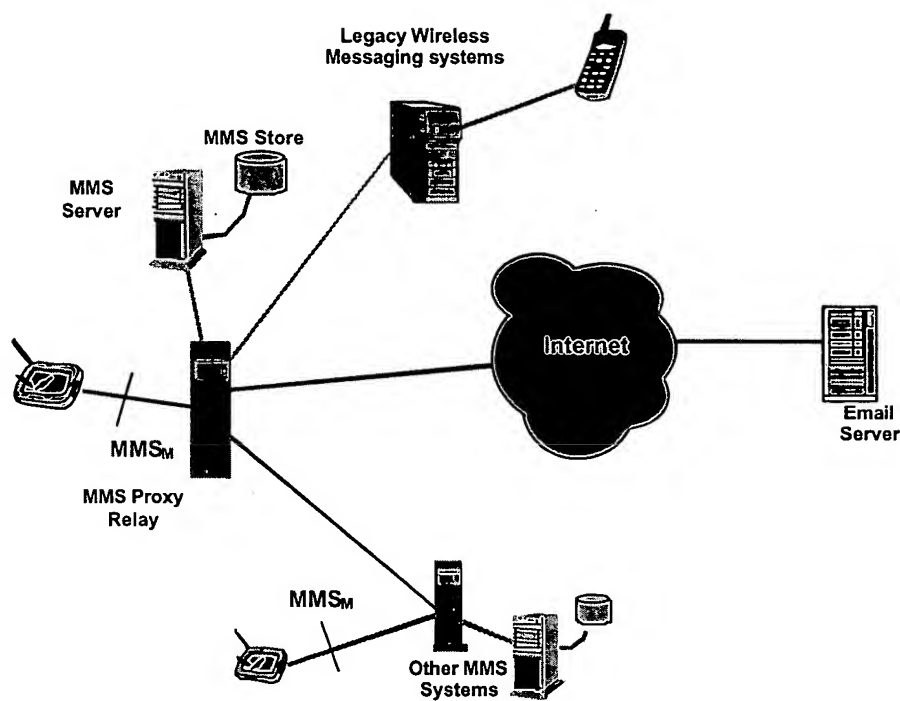 Legacy Wireless
Messaging systems
MMS Store
MMS
Server
Internet
Email
Server
MMSM
MMS Proxy
Relay
MMSM
Other MMS
Systems